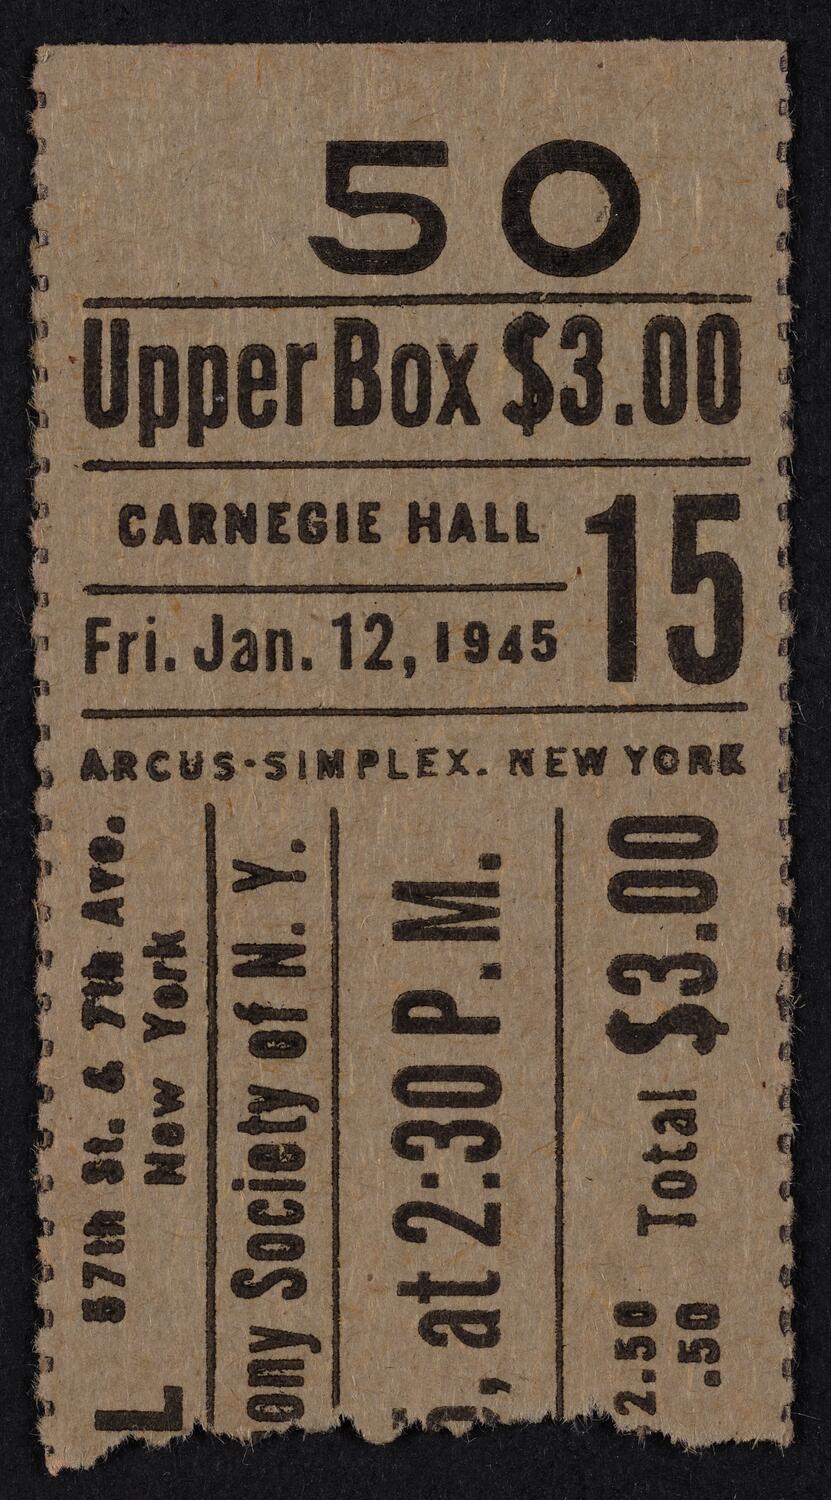 50
Upper Box $3.00
CARNEGIE HALL
15
Fri. Jan. 12, 1945
ARCUS-SIMPLEX. NEW YORK
L
57th St. & 7th Ave.
New York
ony Society of N. Y.
, at 2:30 P.M.
2.50
.50
Total $3.00